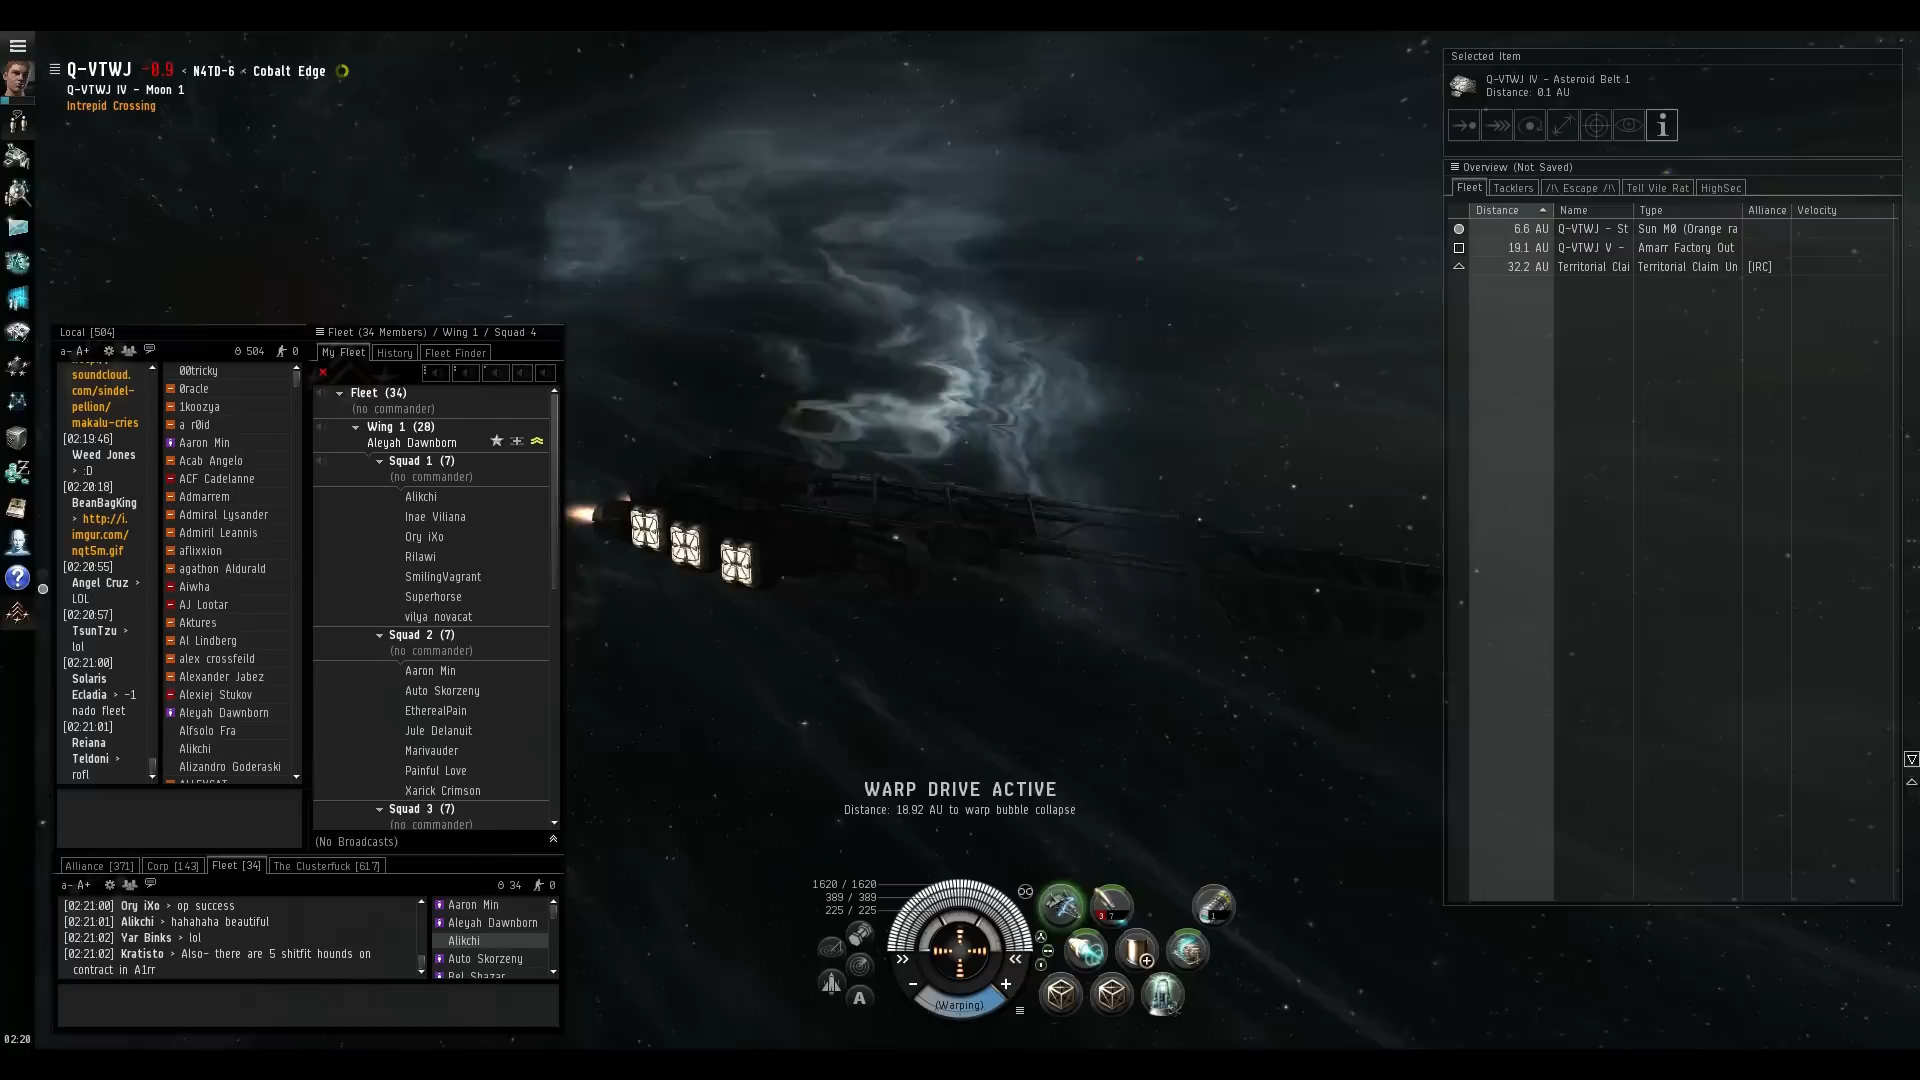 Q-VTWJ -0.9 < N4TD-6 < Cobalt Edge
Q-VTWJ IV - Moon 1
Intrepid Crossing
Selected Item
Q-VTWJ IV - Asteroid Belt 1
Distance: 0.1 AU
Overview (Not Saved)
Fleet Tacklers /!\ Escape /!\ Tell Vile Rat HighSec
Distance Name Type Alliance Velocity
6.6 AU Q-VTWJ - St Sun M0 (Orange ra
19.1 AU Q-VTWJ V - Amarr Factory Out
32.2 AU Territorial Clai Territorial Claim Un [IRC]
Local [504]
a- A+ 504 0
soundcloud.
com/sindel-
pellion/
makalu-cries
[02:19:46]
Weed Jones
> :D
[02:20:18]
BeanBagKing
> http://i.
imgur.com/
nqt5m.gif
[02:20:55]
Angel Cruz >
LOL
[02:20:57]
TsunTzu >
lol
[02:21:00]
Solaris
Ecladia > -1
nado fleet
[02:21:01]
Reiana
Teldoni >
rofl
00tricky
0racle
1koozya
a r0id
Aaron Min
Acab Angelo
ACF Cadelanne
Admarrem
Admiral Lysander
Admiril Leannis
aflixxion
agathon Aldurald
Aiwha
AJ Lootar
Aktures
Al Lindberg
alex crossfeild
Alexander Jabez
Alexiej Stukov
Aleyah Dawnborn
Alfsolo Fra
Alikchi
Alizandro Goderaski
Fleet (34 Members) / Wing 1 / Squad 4
My Fleet History Fleet Finder
Fleet (34)
(no commander)
Wing 1 (28)
Aleyah Dawnborn
Squad 1 (7)
(no commander)
Alikchi
Inae Viliana
Ory iXo
Rilawi
SmilingVagrant
Superhorse
vilya novacat
Squad 2 (7)
(no commander)
Aaron Min
Auto Skorzeny
EtherealPain
Jule Delanuit
Marivauder
Painful Love
Xarick Crimson
Squad 3 (7)
(no commander)
(No Broadcasts)
Alliance [371] Corp [143] Fleet [34] The Clusterfuck [617]
a- A+ 34 0
[02:21:00] Ory iXo > op success
[02:21:01] Alikchi > hahahaha beautiful
[02:21:02] Yar Binks > lol
[02:21:02] Kratisto > Also- there are 5 shitfit hounds on
contract in A1rr
Aaron Min
Aleyah Dawnborn
Alikchi
Auto Skorzeny
Bel Shazar
WARP DRIVE ACTIVE
Distance: 18.92 AU to warp bubble collapse
1620 / 1620
389 / 389
225 / 225
3 7
1
A
(Warping)
02:20